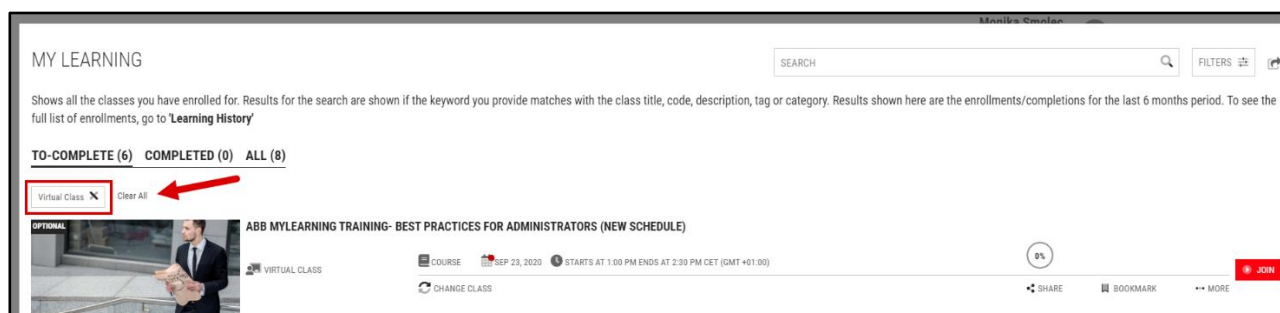 Monika Smolec
MY LEARNING
SEARCH
FILTERS
Shows all the classes you have enrolled for. Results for the search are shown if the keyword you provide matches with the class title, code, description, tag or category. Results shown here are the enrollments/completions for the last 6 months period. To see the
full list of enrollments, go to 'Learning History'
TO-COMPLETE (6) COMPLETED (0) ALL (8)
Virtual Class Clear All
OPTIONAL
ABB MYLEARNING TRAINING- BEST PRACTICES FOR ADMINISTRATORS (NEW SCHEDULE)
VIRTUAL CLASS
COURSE SEP 23, 2020 STARTS AT 1:00 PM ENDS AT 2:30 PM CET (GMT +01:00)
0%
JOIN
CHANGE CLASS
SHARE BOOKMARK MORE